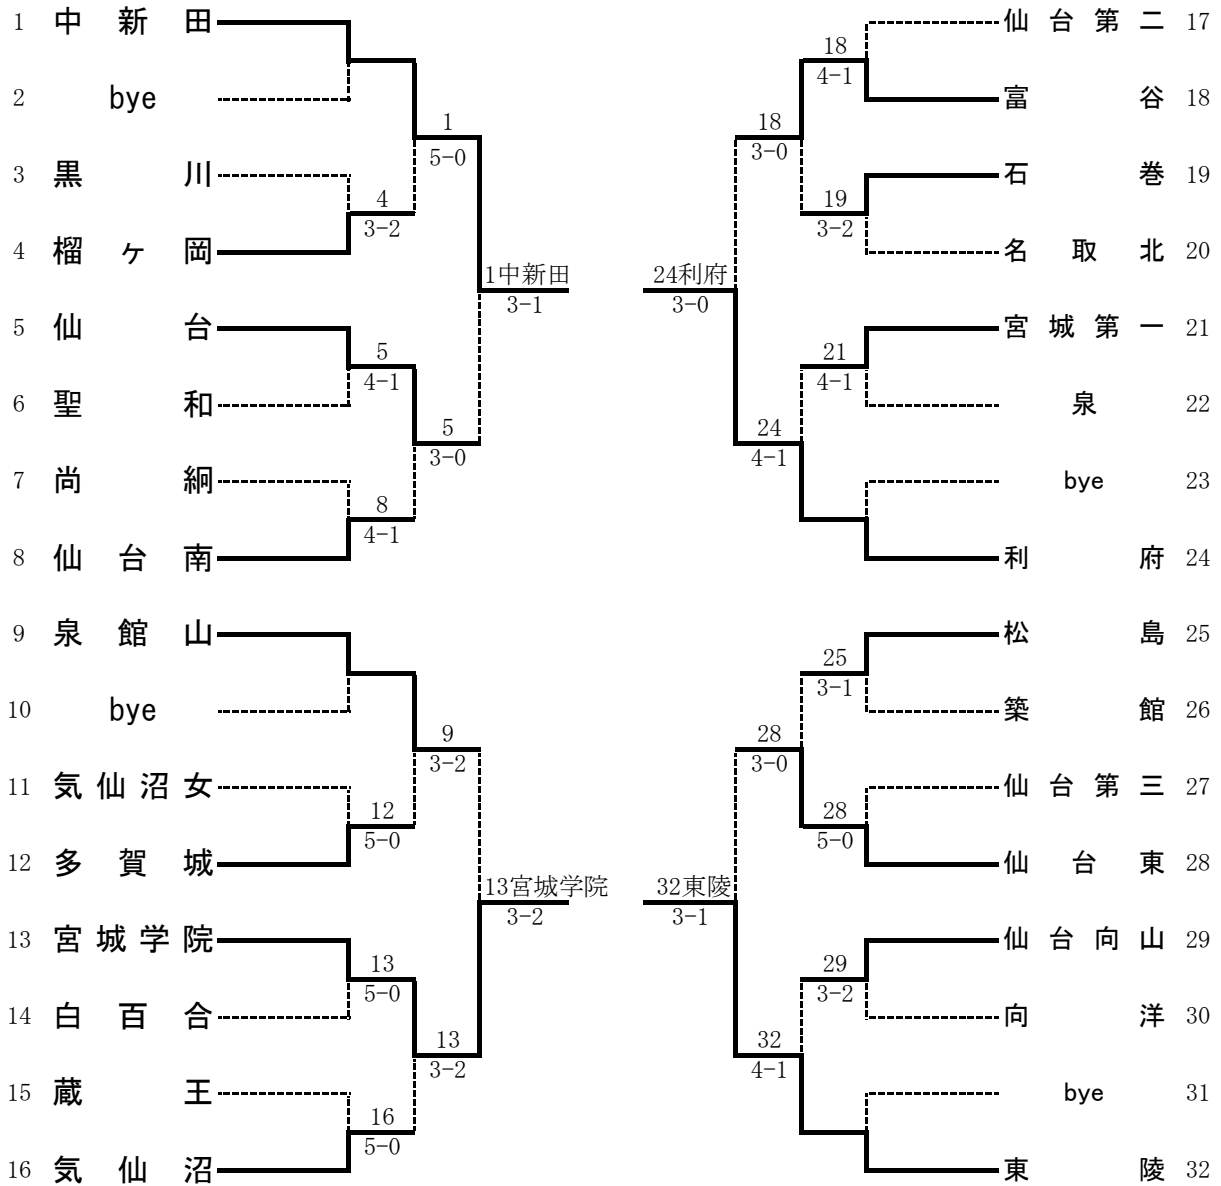 1 中新田
2 bye
3 黒川
4 榴ヶ岡
5 仙台
6 聖和
7 尚絅
8 仙台南
9 泉館山
10 bye
11 気仙沼女
12 多賀城
13 宮城学院
14 白百合
15 蔵王
16 気仙沼
4
3-2
5
4-1
8
4-1
12
5-0
13
5-0
16
5-0
1
5-0
5
3-0
9
3-2
13
3-2
1中新田
3-1
13宮城学院
3-2
24利府
3-0
32東陵
3-1
18
3-0
24
4-1
28
3-0
32
4-1
18
4-1
19
3-2
21
4-1
25
3-1
28
5-0
29
3-2
仙台第二 17
富谷 18
石巻 19
名取北 20
宮城第一 21
泉 22
bye 23
利府 24
松島 25
築館 26
仙台第三 27
仙台東 28
仙台向山 29
向洋 30
bye 31
東陵 32